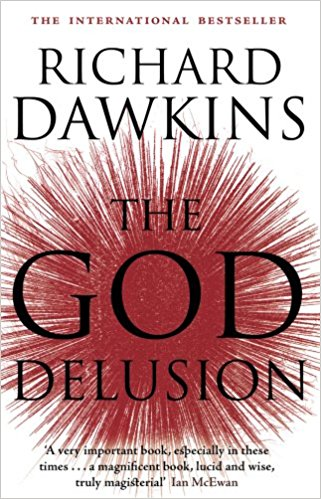 THE INTERNATIONAL BESTSELLER
RICHARD
DAWKINS
THE
GOD
DELUSION
‘A very important book, especially in these
times . . . a magnificent book, lucid and wise,
truly magisterial’ Ian McEwan